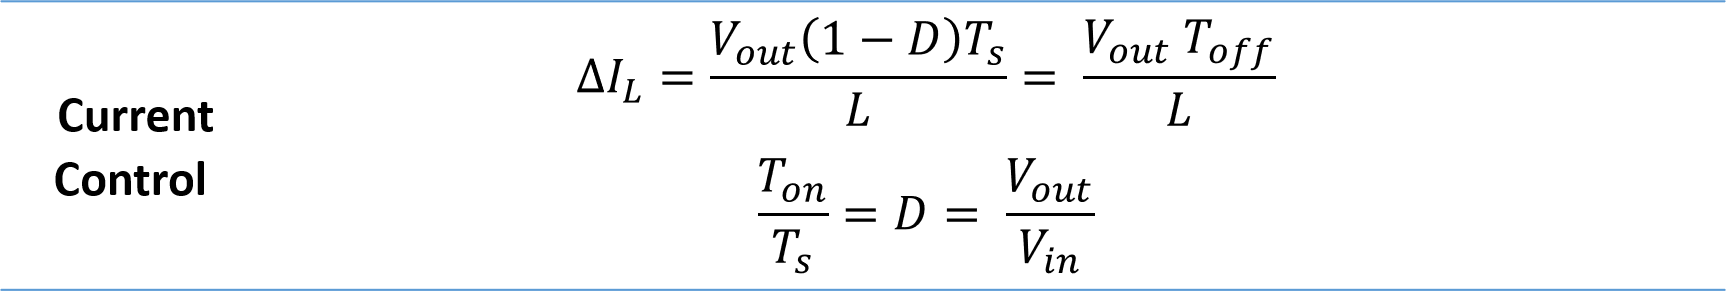 Current
Control
ΔI_L = V_out(1 − D)T_s / L = V_out T_off / L
T_on / T_s = D = V_out / V_in